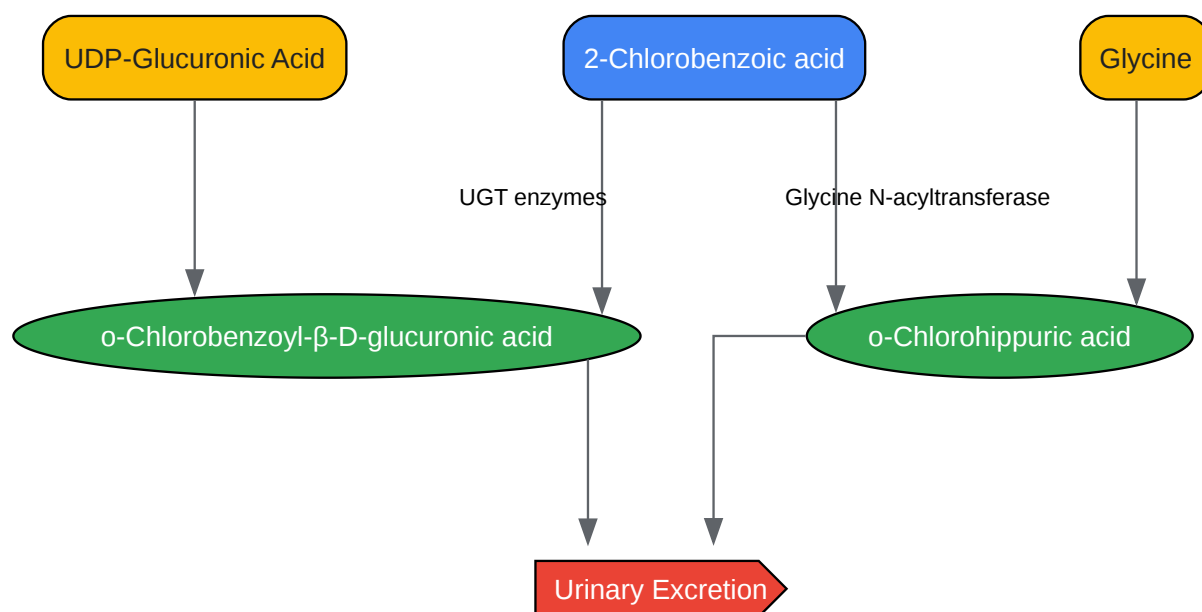 UDP-Glucuronic Acid
2-Chlorobenzoic acid
Glycine
UGT enzymes
Glycine N-acyltransferase
o-Chlorobenzoyl-β-D-glucuronic acid
o-Chlorohippuric acid
Urinary Excretion